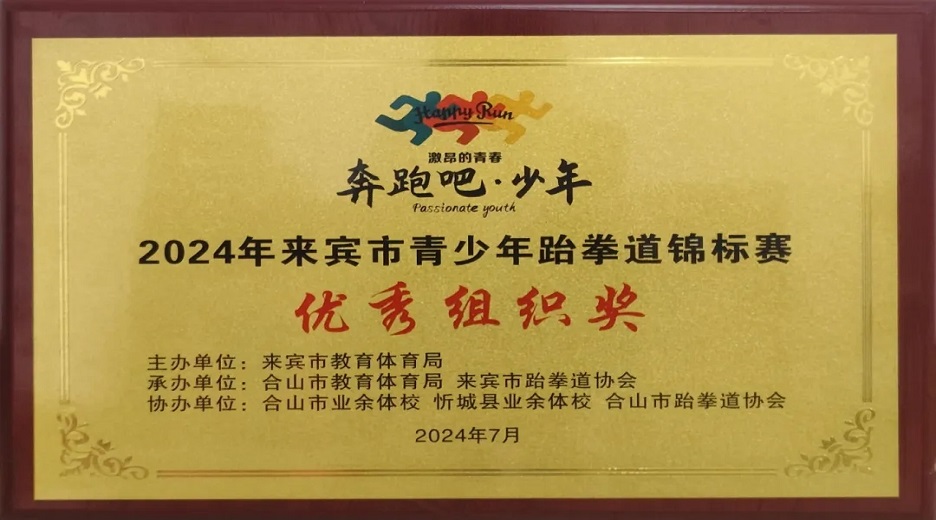 Happy Run
激昂的青春
奔跑吧·少年
Passionate youth
2024年来宾市青少年跆拳道锦标赛
优秀组织奖
主办单位：来宾市教育体育局
承办单位：合山市教育体育局 来宾市跆拳道协会
协办单位：合山市业余体校 忻城县业余体校 合山市跆拳道协会
2024年7月